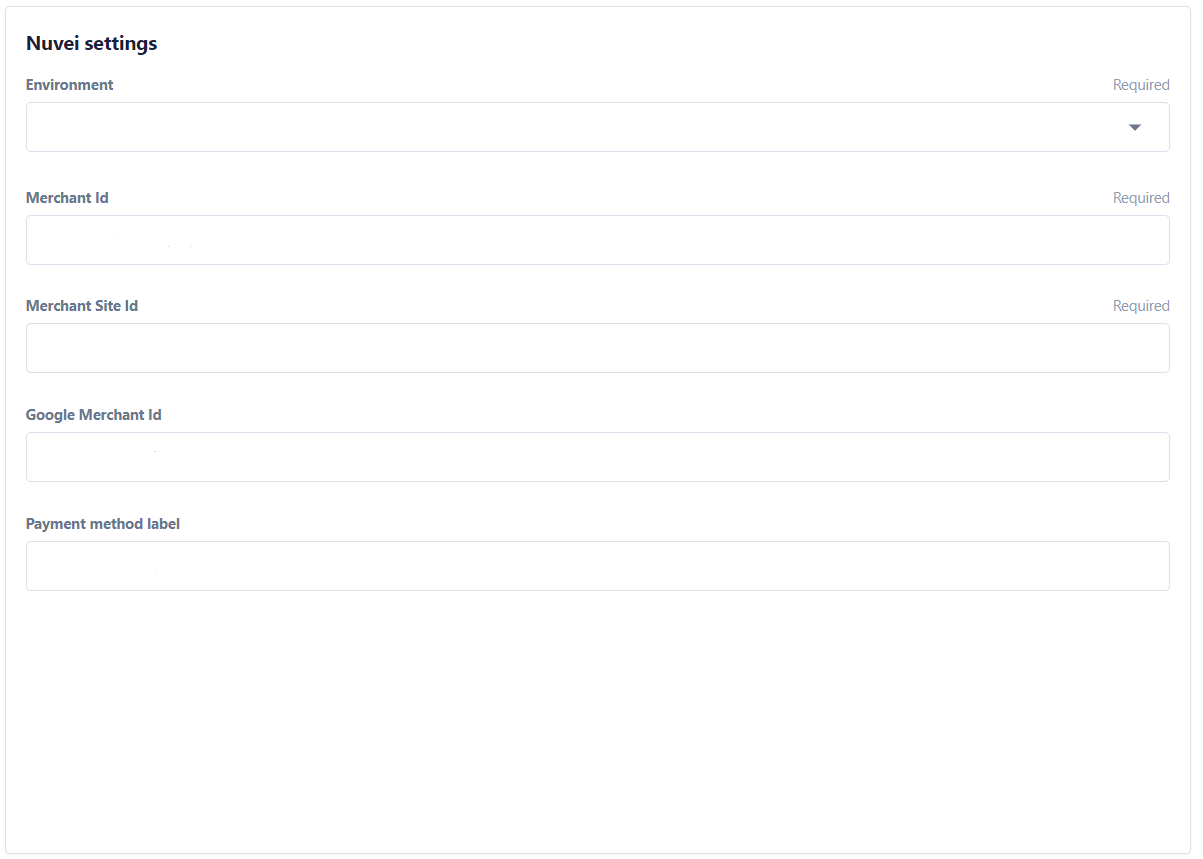 Nuvei settings
Environment Required
Merchant Id Required
Merchant Site Id Required
Google Merchant Id
Payment method label